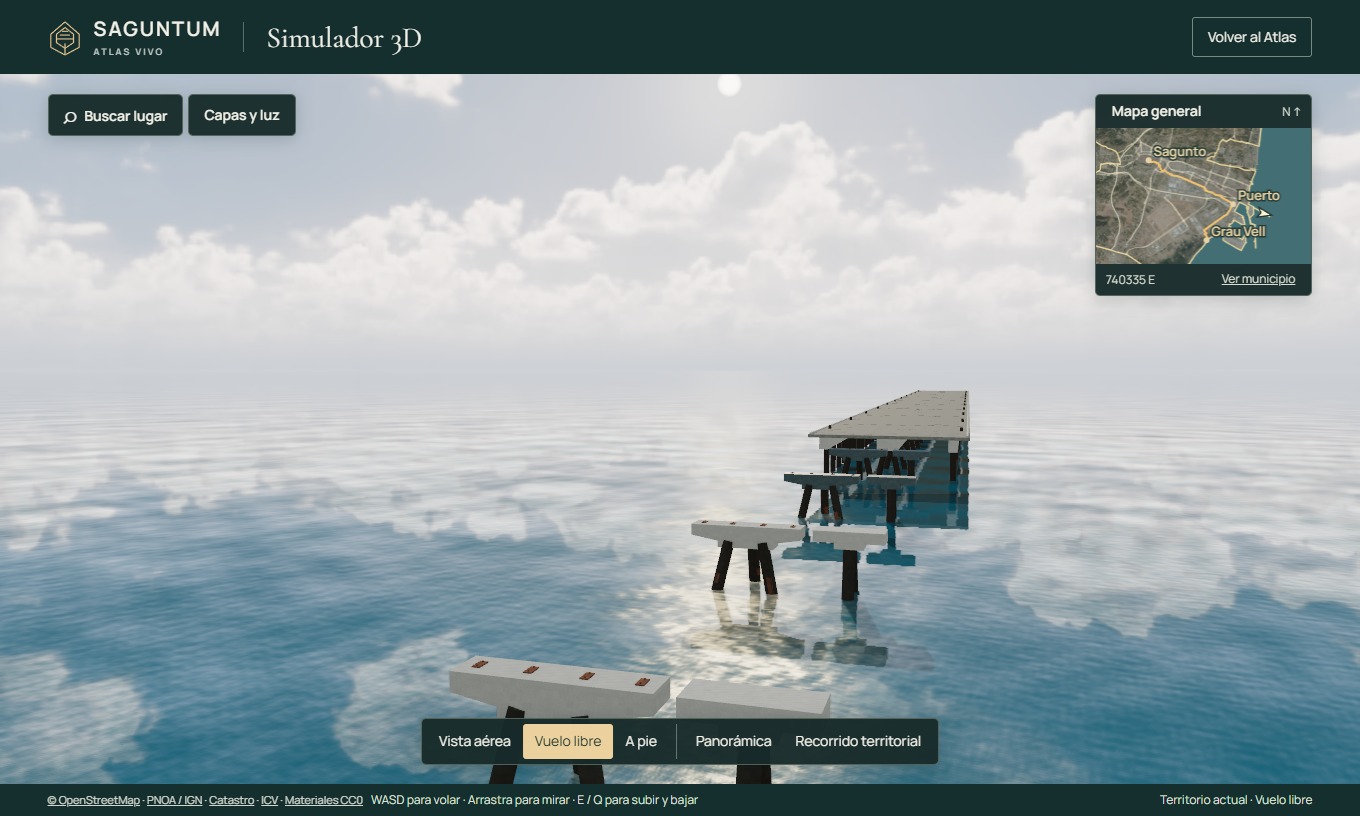 SAGUNTUM
ATLAS VIVO
Simulador 3D
Volver al Atlas
Buscar lugar
Capas y luz
Mapa general
N ↑
Sagunto
Puerto
Grau Vell
740335 E
Ver municipio
Vista aérea
Vuelo libre
A pie
Panorámica
Recorrido territorial
© OpenStreetMap · PNOA / IGN · Catastro · ICV · Materiales CC0 WASD para volar · Arrastra para mirar · E / Q para subir y bajar
Territorio actual · Vuelo libre